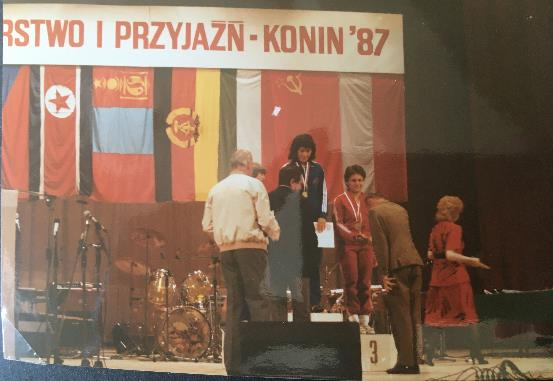 RSTWO I PRZYJAŹŃ - KONIN '87
3